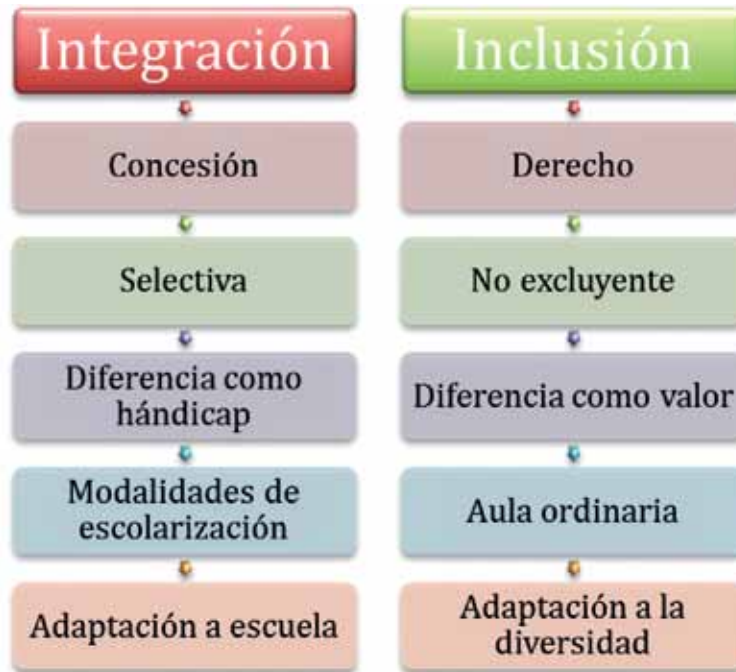 Integración
Concesión
Selectiva
Diferencia como
hándicap
Modalidades de
escolarización
Adaptación a escuela
Inclusión
Derecho
No excluyente
Diferencia como valor
Aula ordinaria
Adaptación a la
diversidad